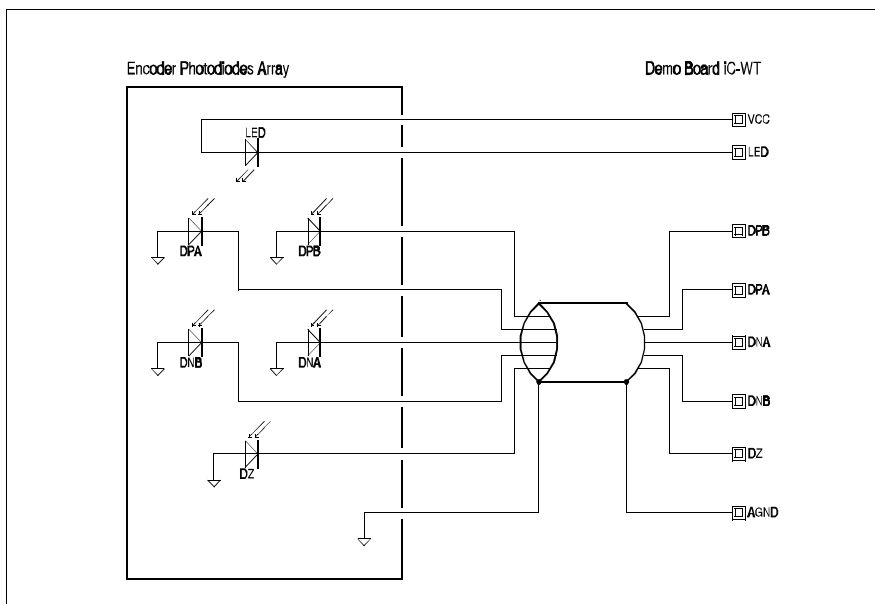 Encoder Photodiodes Array
Demo Board iC-WT
VCC
LED
LED
DPA
DPB
DPB
DPA
DNB
DNA
DNA
DNB
DZ
DZ
AGND